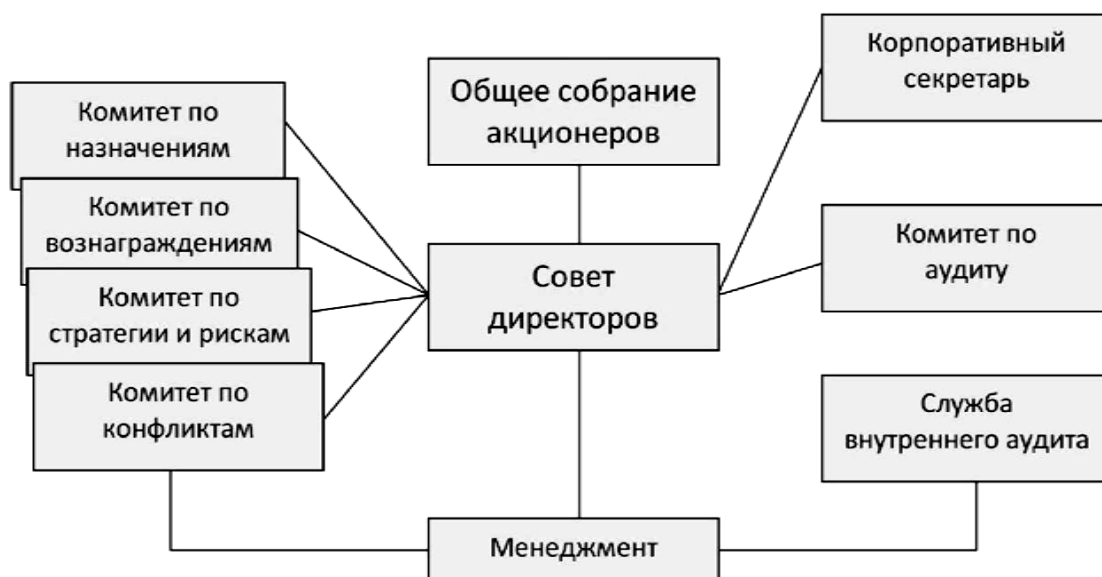 Комитет по
назначениям
Комитет по
вознаграждениям
Комитет по
стратегии и рискам
Комитет по
конфликтам
Общее собрание
акционеров
Совет
директоров
Менеджмент
Корпоративный
секретарь
Комитет по
аудиту
Служба
внутреннего аудита